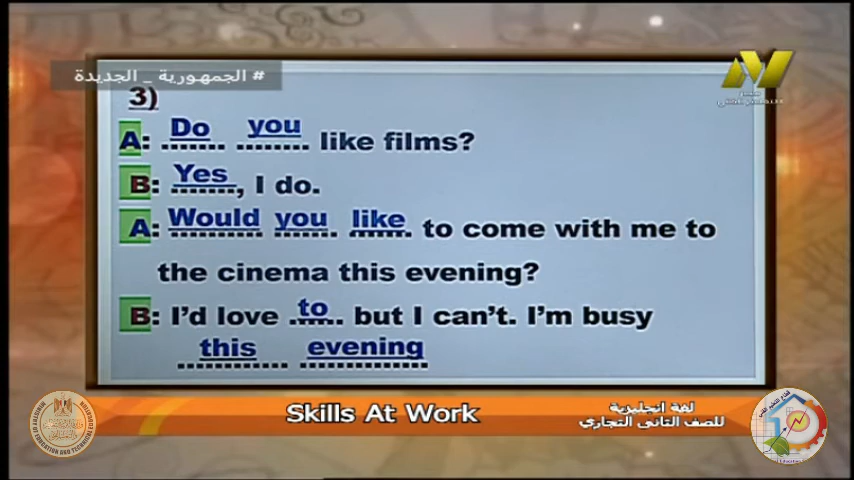 # الجمهورية _ الجديدة
3)
A: Do you like films?
B: Yes, I do.
A: Would you like to come with me to
the cinema this evening?
B: I'd love to but I can't. I'm busy
this evening
Skills At Work
لغة انجليزية
للصف الثانى التجارى